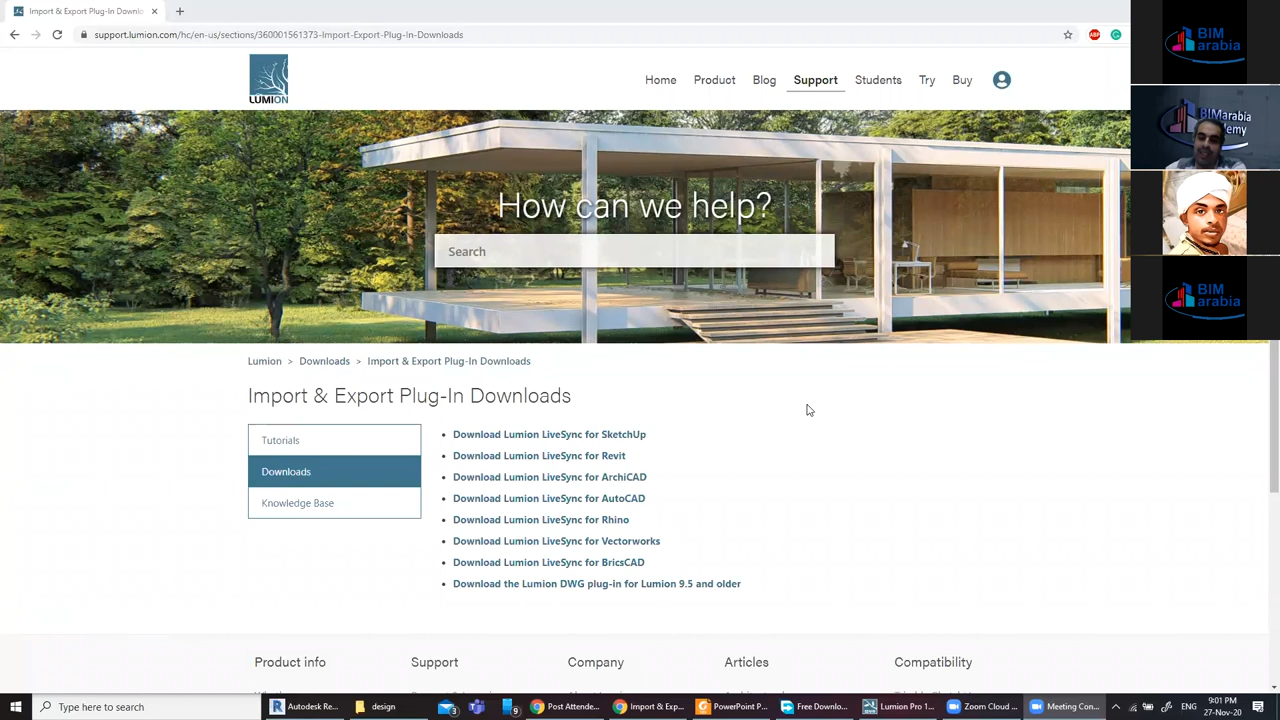 Import & Export Plug-In Downlo
support.lumion.com/hc/en-us/sections/360001561373-Import-Export-Plug-In-Downloads
ABP
LUMION
Home Product Blog Support Students Try Buy
BIM
arabia
BIMarabia
How can we help?
Search
BIM
arabia
Lumion > Downloads > Import & Export Plug-In Downloads
Import & Export Plug-In Downloads
Tutorials
Downloads
Knowledge Base
• Download Lumion LiveSync for SketchUp
• Download Lumion LiveSync for Revit
• Download Lumion LiveSync for ArchiCAD
• Download Lumion LiveSync for AutoCAD
• Download Lumion LiveSync for Rhino
• Download Lumion LiveSync for Vectorworks
• Download Lumion LiveSync for BricsCAD
• Download the Lumion DWG plug-in for Lumion 9.5 and older
Product info Support Company Articles Compatibility
Type here to search
Autodesk Re...
design
3
9
Post Attende...
Import & Exp...
PowerPoint P...
Free Downlo...
Lumion Pro 1...
Zoom Cloud ...
Meeting Con...
ENG
9:01 PM
27-Nov-20